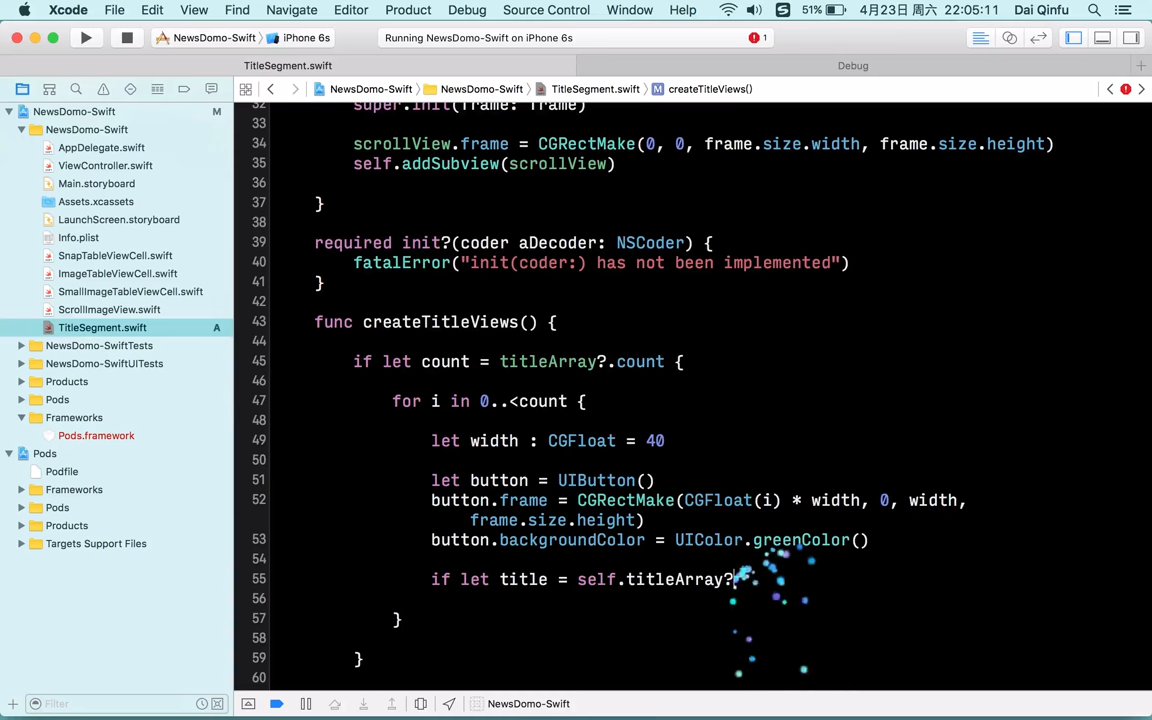 Xcode File Edit View Find Navigate Editor Product Debug Source Control Window Help 51% 4月23日 周六 22:05:11 Dai Qinfu
NewsDomo-Swift iPhone 6s Running NewsDomo-Swift on iPhone 6s 1
TitleSegment.swift Debug
NewsDomo-Swift NewsDomo-Swift TitleSegment.swift M createTitleViews()
NewsDomo-Swift M
NewsDomo-Swift
AppDelegate.swift
ViewController.swift
Main.storyboard
Assets.xcassets
LaunchScreen.storyboard
Info.plist
SnapTableViewCell.swift
ImageTableViewCell.swift
SmallImageTableViewCell.swift
ScrollImageView.swift
TitleSegment.swift A
NewsDomo-SwiftTests
NewsDomo-SwiftUITests
Products
Pods
Frameworks
Pods.framework
Pods
Podfile
Frameworks
Pods
Products
Targets Support Files
Filter
32 super.init(frame: frame)
33
34 scrollView.frame = CGRectMake(0, 0, frame.size.width, frame.size.height)
35 self.addSubview(scrollView)
36
37 }
38
39 required init?(coder aDecoder: NSCoder) {
40 fatalError("init(coder:) has not been implemented")
41 }
42
43 func createTitleViews() {
44
45 if let count = titleArray?.count {
46
47 for i in 0..<count {
48
49 let width : CGFloat = 40
50
51 let button = UIButton()
52 button.frame = CGRectMake(CGFloat(i) * width, 0, width,
frame.size.height)
53 button.backgroundColor = UIColor.greenColor()
54
55 if let title = self.titleArray?
56
57 }
58
59 }
60
NewsDomo-Swift